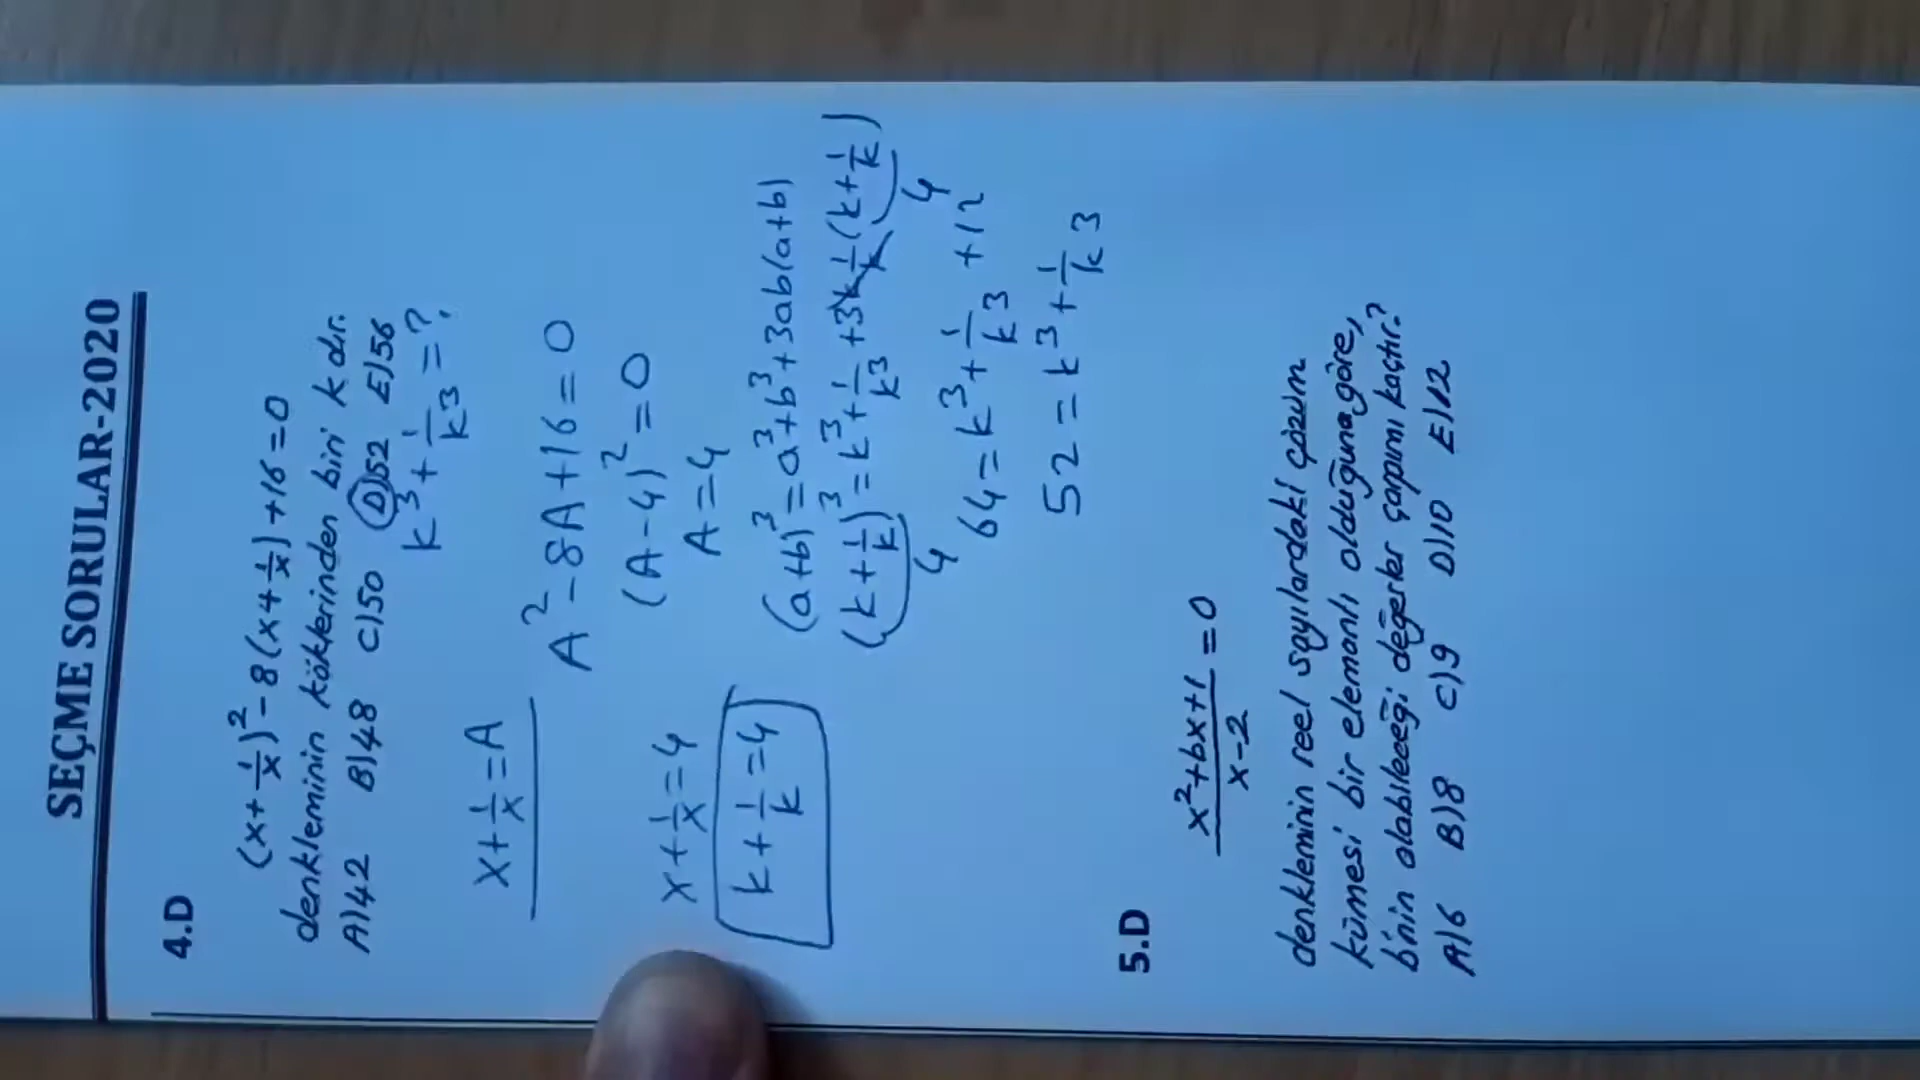 SEÇME SORULAR-2020
4.D
(x+1/x)²-8(x+1/x)+16=0
denkleminin köklerinden biri k dır.
A)42 B)48 C)50 D)52 E)56
k³+1/k³=?
x+1/x=A
A²-8A+16=0
(A-4)²=0
A=4
x+1/x=4
k+1/k=4
(a+b)³=a³+b³+3ab(a+b)
(k+1/k)³=k³+1/k³+3k1/k(k+1/k)
4 4
64=k³+1/k³+12
52=k³+1/k³
5.D
x²+bx+1/x-2=0
denkleminin reel sayılardaki çözüm
kümesi bir elemanlı olduğuna göre,
b'nin alabileceği değerler çarpımı kaçtır?
A)6 B)8 C)9 D)10 E)12